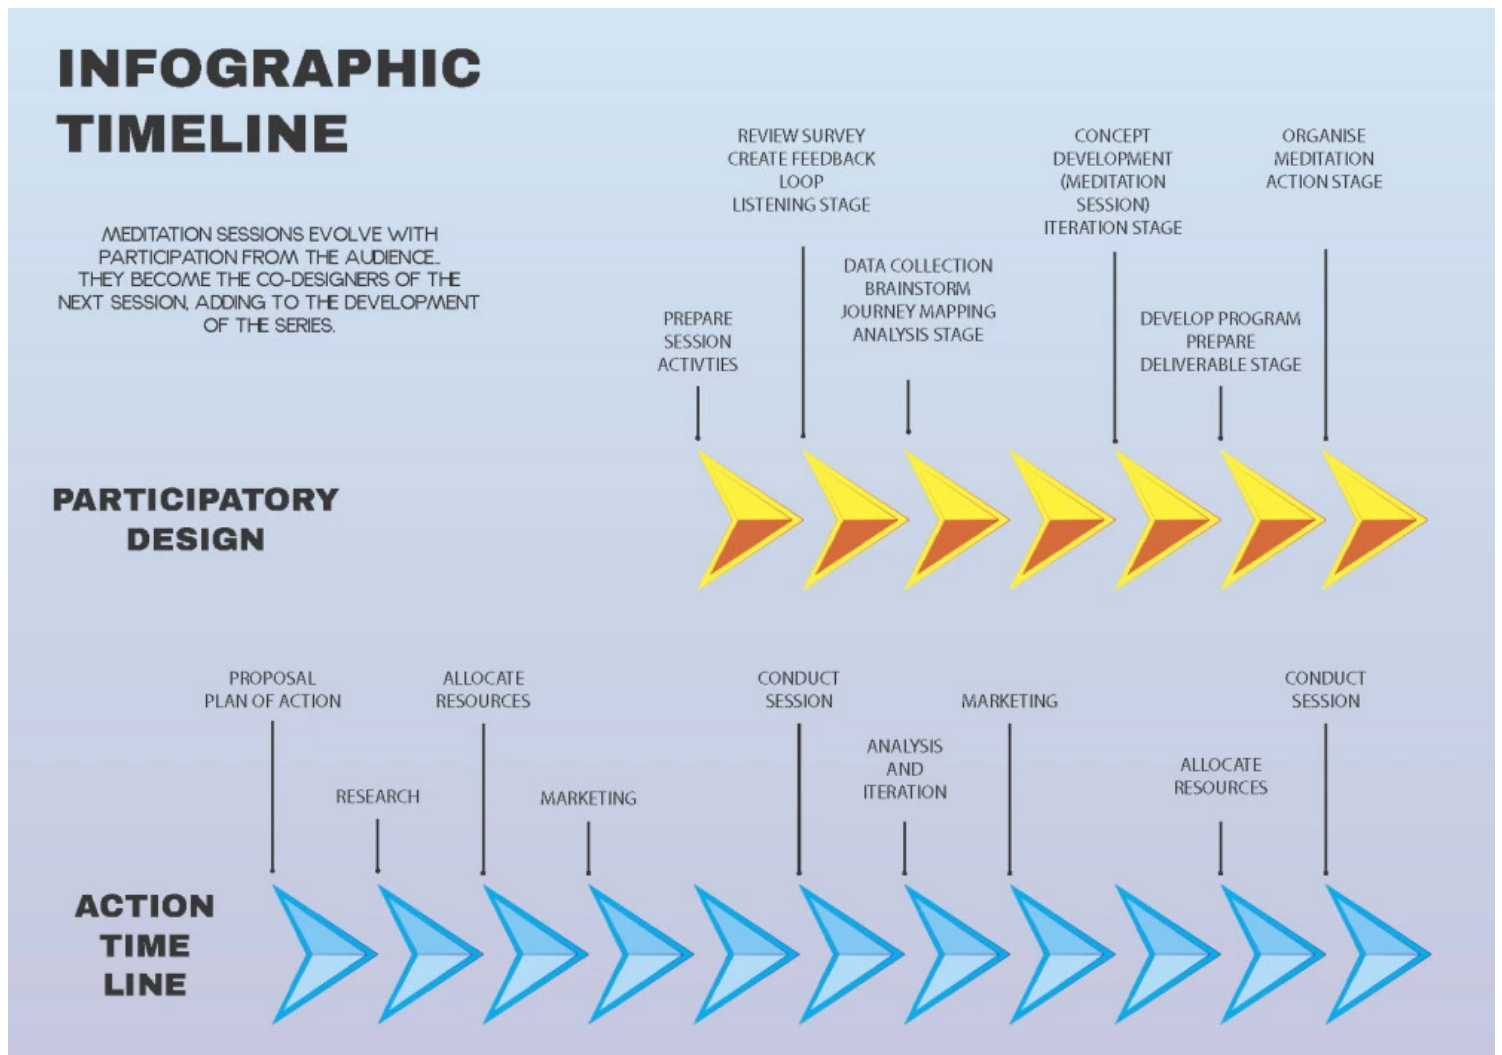 INFOGRAPHIC
TIMELINE
MEDITATION SESSIONS EVOLVE WITH
PARTICIPATION FROM THE AUDIENCE..
THEY BECOME THE CO-DESIGNERS OF THE
NEXT SESSION, ADDING TO THE DEVELOPMENT
OF THE SERIES.
PREPARE
SESSION
ACTIVTIES
REVIEW SURVEY
CREATE FEEDBACK
LOOP
LISTENING STAGE
DATA COLLECTION
BRAINSTORM
JOURNEY MAPPING
ANALYSIS STAGE
CONCEPT
DEVELOPMENT
(MEDITATION
SESSION)
ITERATION STAGE
DEVELOP PROGRAM
PREPARE
DELIVERABLE STAGE
ORGANISE
MEDITATION
ACTION STAGE
PARTICIPATORY
DESIGN
PROPOSAL
PLAN OF ACTION
RESEARCH
ALLOCATE
RESOURCES
MARKETING
CONDUCT
SESSION
ANALYSIS
AND
ITERATION
MARKETING
ALLOCATE
RESOURCES
CONDUCT
SESSION
ACTION
TIME
LINE